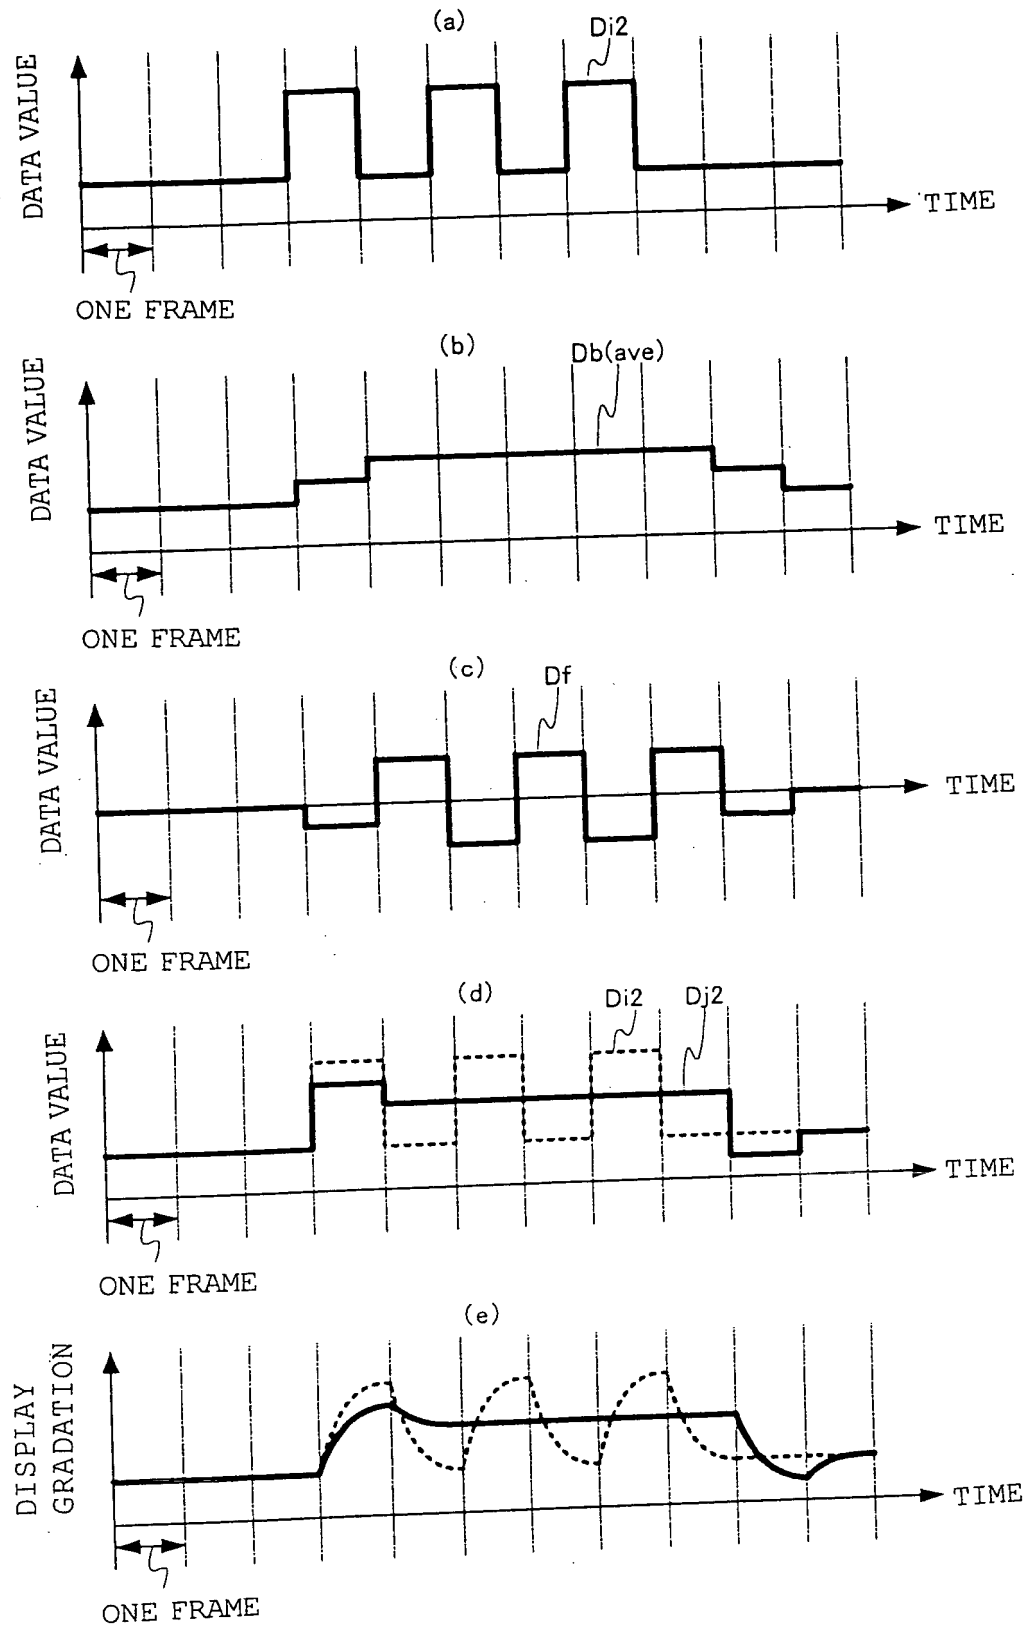 (a)
Di2
DATA VALUE
TIME
ONE FRAME
(b)
Db(ave)
DATA VALUE
TIME
ONE FRAME
(c)
Df
DATA VALUE
TIME
ONE FRAME
(d)
Di2
Dj2
DATA VALUE
TIME
ONE FRAME
(e)
DISPLAY
GRADATION
TIME
ONE FRAME